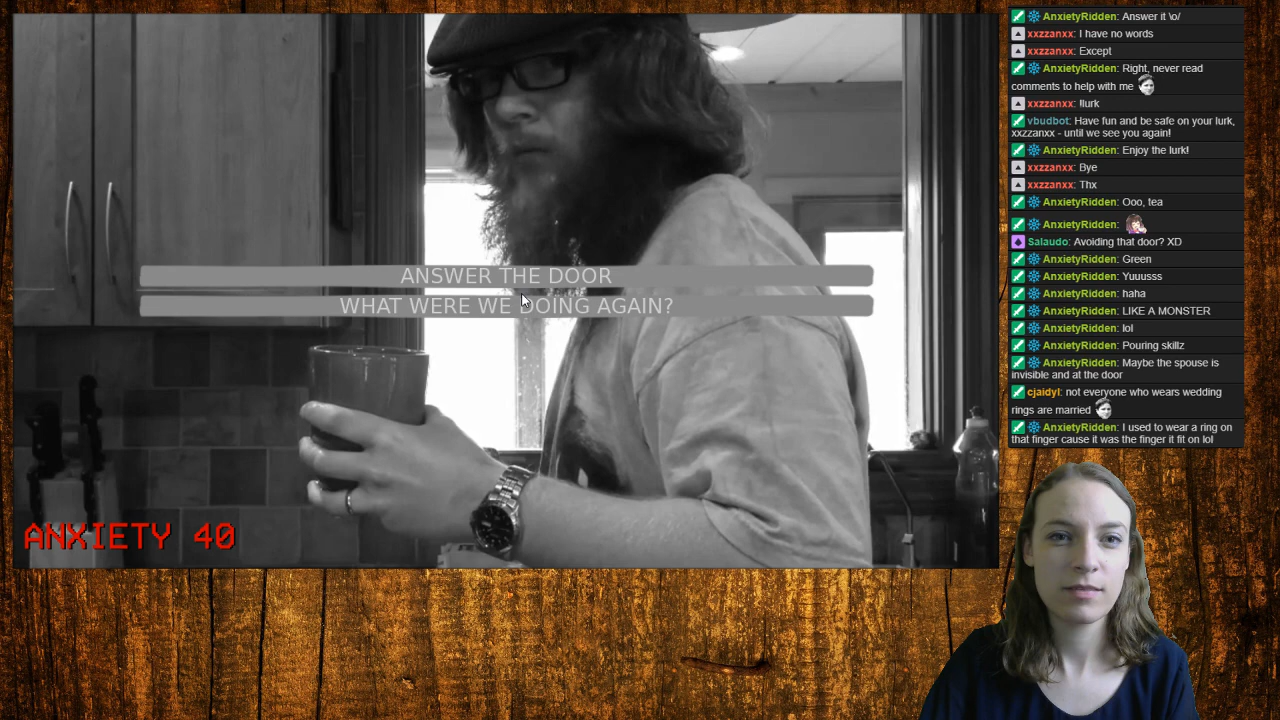 ANSWER THE DOOR
WHAT WERE WE DOING AGAIN?
ANXIETY 40
AnxietyRidden: Answer it \o/
xxzzanxx: I have no words
xxzzanxx: Except
AnxietyRidden: Right, never read
comments to help with me
xxzzanxx: !lurk
vbudbot: Have fun and be safe on your lurk,
xxzzanxx - until we see you again!
AnxietyRidden: Enjoy the lurk!
xxzzanxx: Bye
xxzzanxx: Thx
AnxietyRidden: Ooo, tea
AnxietyRidden:
Salaudo: Avoiding that door? XD
AnxietyRidden: Green
AnxietyRidden: Yuuusss
AnxietyRidden: haha
AnxietyRidden: LIKE A MONSTER
AnxietyRidden: lol
AnxietyRidden: Pouring skillz
AnxietyRidden: Maybe the spouse is
invisible and at the door
cjaidyl: not everyone who wears wedding
rings are married
AnxietyRidden: I used to wear a ring on
that finger cause it was the finger it fit on lol